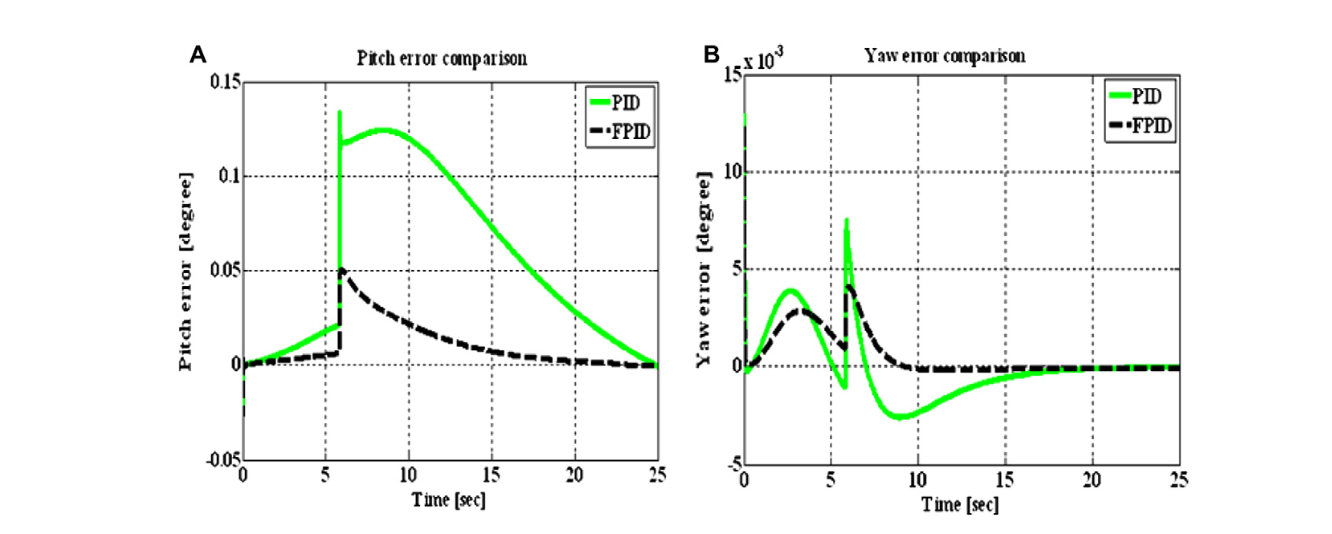 A
Pitch error comparison
0.15
0.1
0.05
0
-0.05
Pitch error [degree]
PID
FPID
0 5 10 15 20 25
Time [sec]
B
Yaw error comparison
15 x 10-3
10
5
0
-5
Yaw error [degree]
PID
FPID
0 5 10 15 20 25
Time [sec]